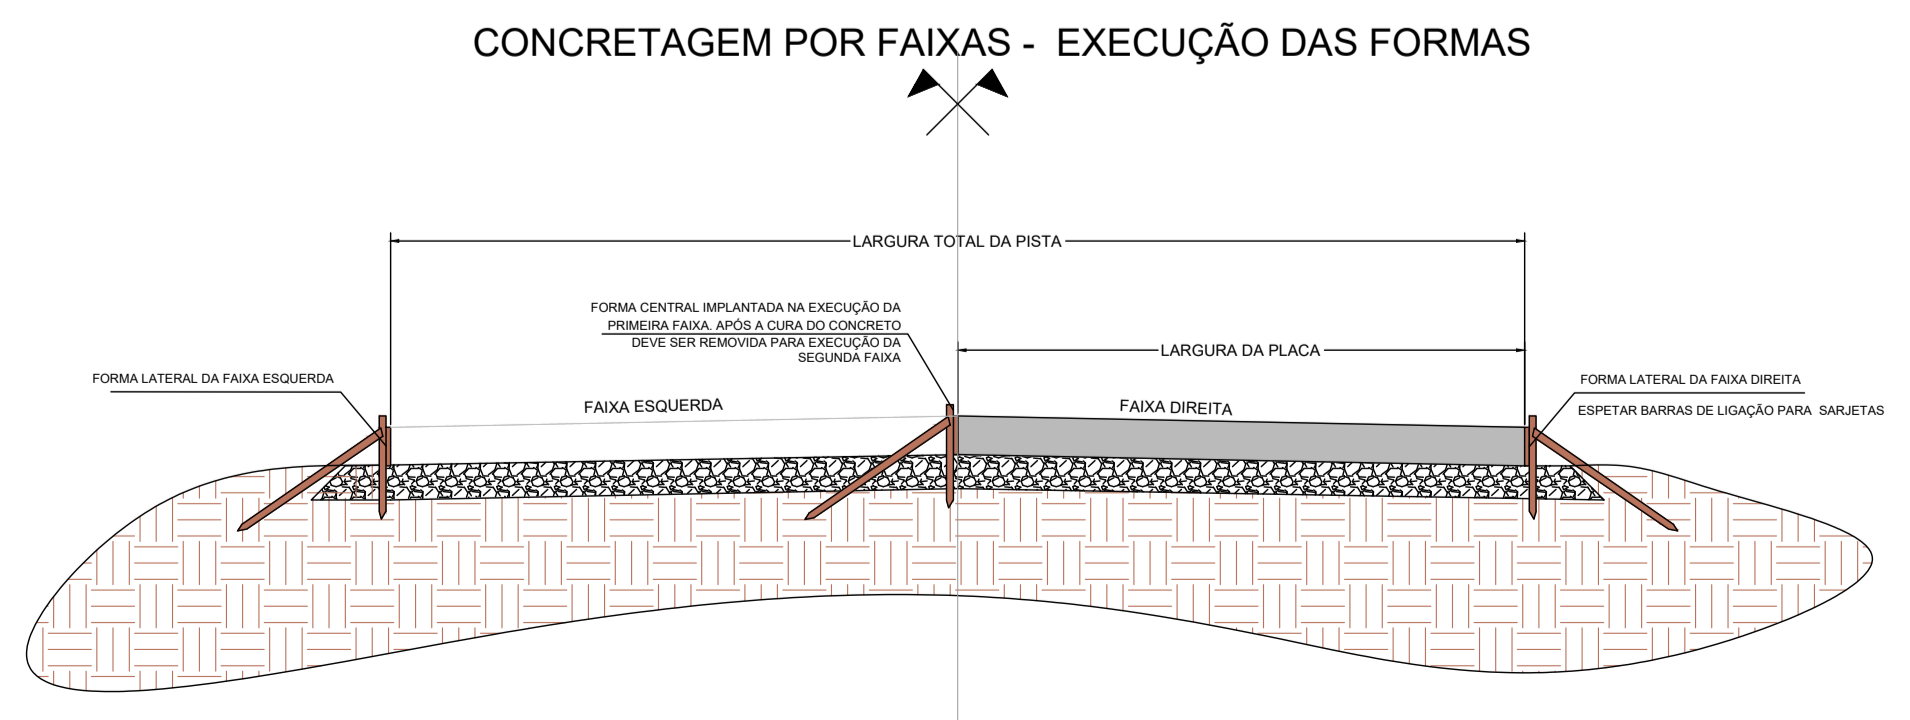 CONCRETAGEM POR FAIXAS - EXECUÇÃO DAS FORMAS
LARGURA TOTAL DA PISTA
FORMA CENTRAL IMPLANTADA NA EXECUÇÃO DA
PRIMEIRA FAIXA. APÓS A CURA DO CONCRETO
DEVE SER REMOVIDA PARA EXECUÇÃO DA
SEGUNDA FAIXA
LARGURA DA PLACA
FORMA LATERAL DA FAIXA ESQUERDA
FORMA LATERAL DA FAIXA DIREITA
ESPETAR BARRAS DE LIGAÇÃO PARA SARJETAS
FAIXA ESQUERDA
FAIXA DIREITA